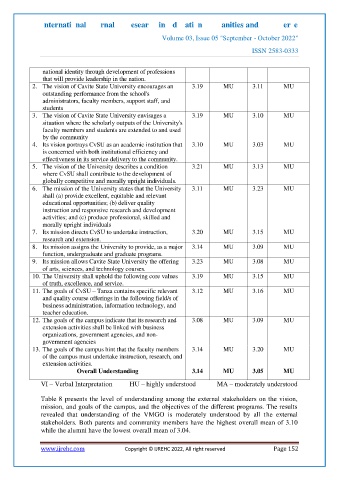 nternati nal rnal esear in d ati n anities and er e
Volume 03, Issue 05 "September - October 2022"
ISSN 2583-0333
national identity through development of professions
that will provide leadership in the nation.
2. The vision of Cavite State University encourages an 3.19 MU 3.11 MU
outstanding performance from the school's
administrators, faculty members, support staff, and
students
3. The vision of Cavite State University envisages a 3.19 MU 3.10 MU
situation where the scholarly outputs of the University's
faculty members and students are extended to and used
by the community
4. Its vision portrays CvSU as an academic institution that 3.10 MU 3.03 MU
is concerned with both institutional efficiency and
effectiveness in its service delivery to the community.
5. The vision of the University describes a condition 3.21 MU 3.13 MU
where CvSU shall contribute to the development of
globally competitive and morally upright individuals.
6. The mission of the University states that the University 3.11 MU 3.23 MU
shall (a) provide excellent, equitable and relevant
educational opportunities; (b) deliver quality
instruction and responsive research and development
activities; and (c) produce professional, skilled and
morally upright individuals
7. Its mission directs CvSU to undertake instruction, 3.20 MU 3.15 MU
research and extension.
8. Its mission assigns the University to provide, as a major 3.14 MU 3.09 MU
function, undergraduate and graduate programs.
9. Its mission allows Cavite State University the offering 3.23 MU 3.08 MU
of arts, sciences, and technology courses.
10. The University shall uphold the following core values 3.19 MU 3.15 MU
of truth, excellence, and service.
11. The goals of CvSU – Tanza contains specific relevant 3.12 MU 3.16 MU
and quality course offerings in the following field/s of
business administration, information technology, and
teacher education.
12. The goals of the campus indicate that its research and 3.08 MU 3.09 MU
extension activities shall be linked with business
organizations, government agencies, and non-
government agencies
13. The goals of the campus hint that the faculty members 3.14 MU 3.20 MU
of the campus must undertake instruction, research, and
extension activities.
Overall Understanding 3.14 MU 3.05 MU
VI – Verbal Interpretation HU – highly understood MA – moderately understood
Table 8 presents the level of understanding among the external stakeholders on the vision,
mission, and goals of the campus, and the objectives of the different programs. The results
revealed that understanding of the VMGO is moderately understood by all the external
stakeholders. Both parents and community members have the highest overall mean of 3.10
while the alumni have the lowest overall mean of 3.04.
www.ijrehc.com Copyright © IJREHC 2022, All right reserved Page 152